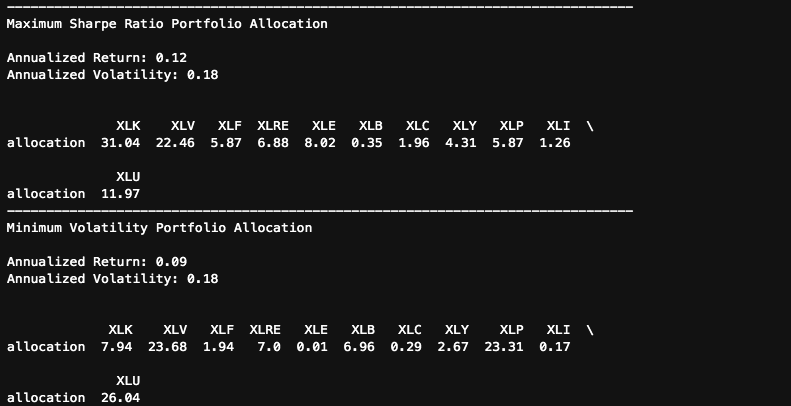 --------------------------------------------------------------------------------
Maximum Sharpe Ratio Portfolio Allocation

Annualized Return: 0.12
Annualized Volatility: 0.18


              XLK    XLV   XLF  XLRE   XLE   XLB   XLC   XLY   XLP   XLI  \
allocation  31.04  22.46  5.87  6.88  8.02  0.35  1.96  4.31  5.87  1.26

              XLU
allocation  11.97
--------------------------------------------------------------------------------
Minimum Volatility Portfolio Allocation

Annualized Return: 0.09
Annualized Volatility: 0.18


             XLK    XLV   XLF  XLRE   XLE   XLB   XLC   XLY    XLP   XLI  \
allocation  7.94  23.68  1.94   7.0  0.01  6.96  0.29  2.67  23.31  0.17

              XLU
allocation  26.04